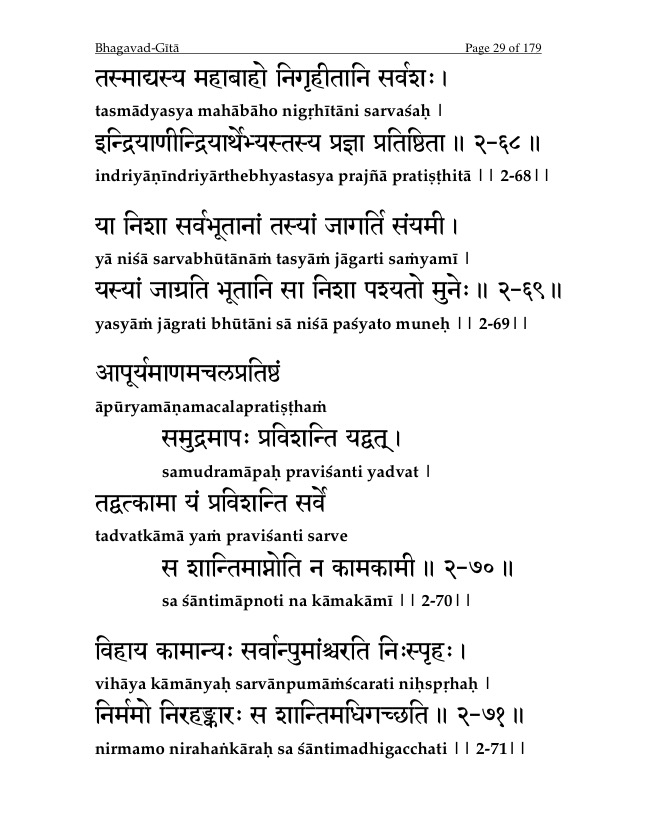 Bhagavad-Gītā Page 29 of 179
तस्माद्यस्य महाबाहो निगृहीतानि सर्वशः।
tasmādyasya mahābāho nigṛhītāni sarvaśaḥ |
इन्द्रियाणीन्द्रियार्थेभ्यस्तस्य प्रज्ञा प्रतिष्ठिता॥ २-६८॥
indriyāṇīndriyārthebhyastasya prajñā pratiṣṭhitā || 2-68||
या निशा सर्वभूतानां तस्यां जागर्ति संयमी।
yā niśā sarvabhūtānāṁ tasyāṁ jāgarti saṁyamī |
यस्यां जाग्रति भूतानि सा निशा पश्यतो मुनेः॥ २-६९॥
yasyāṁ jāgrati bhūtāni sā niśā paśyato muneḥ || 2-69||
आपूर्यमाणमचलप्रतिष्ठं
āpūryamāṇamacalapratiṣṭhaṁ
समुद्रमापः प्रविशन्ति यद्वत्।
samudramāpaḥ praviśanti yadvat |
तद्वत्कामा यं प्रविशन्ति सर्वे
tadvatkāmā yaṁ praviśanti sarve
स शान्तिमाप्नोति न कामकामी॥ २-७०॥
sa śāntimāpnoti na kāmakāmī || 2-70||
विहाय कामान्यः सर्वान्पुमांश्चरति निःस्पृहः।
vihāya kāmānyaḥ sarvānpumāṁścarati niḥspṛhaḥ |
निर्ममो निरहङ्कारः स शान्तिमधिगच्छति॥ २-७१॥
nirmamo nirahaṅkāraḥ sa śāntimadhigacchati || 2-71||